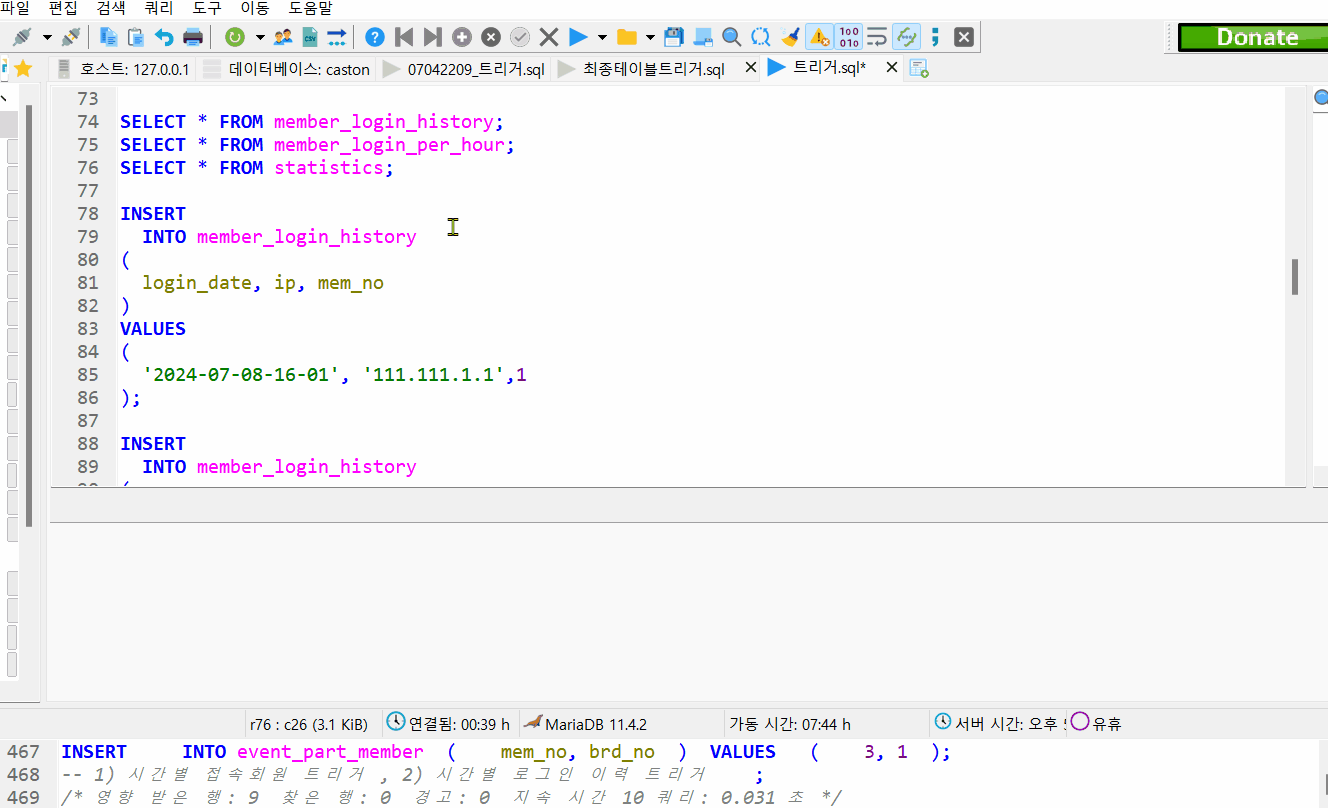 파일 편집 검색 쿼리 도구 이동 도움말
Donate
호스트: 127.0.0.1 데이터베이스: caston 07042209_트리거.sql 최종테이블트리거.sql 트리거.sql*
73
74 SELECT * FROM member_login_history;
75 SELECT * FROM member_login_per_hour;
76 SELECT * FROM statistics;
77
78 INSERT
79 INTO member_login_history
80 (
81 login_date, ip, mem_no
82 )
83 VALUES
84 (
85 '2024-07-08-16-01', '111.111.1.1',1
86 );
87
88 INSERT
89 INTO member_login_history
r76 : c26 (3.1 KiB) 연결됨: 00:39 h MariaDB 11.4.2 가동 시간: 07:44 h 서버 시간: 오후 유휴
467 INSERT INTO event_part_member ( mem_no, brd_no ) VALUES ( 3, 1 );
468 -- 1) 시간별 접속회원 트리거 , 2) 시간별 로그인 이력 트리거 ;
469 /* 영향 받은 행: 9 찾은 행: 0 경고: 0 지속 시간 10 쿼리: 0.031 초 */